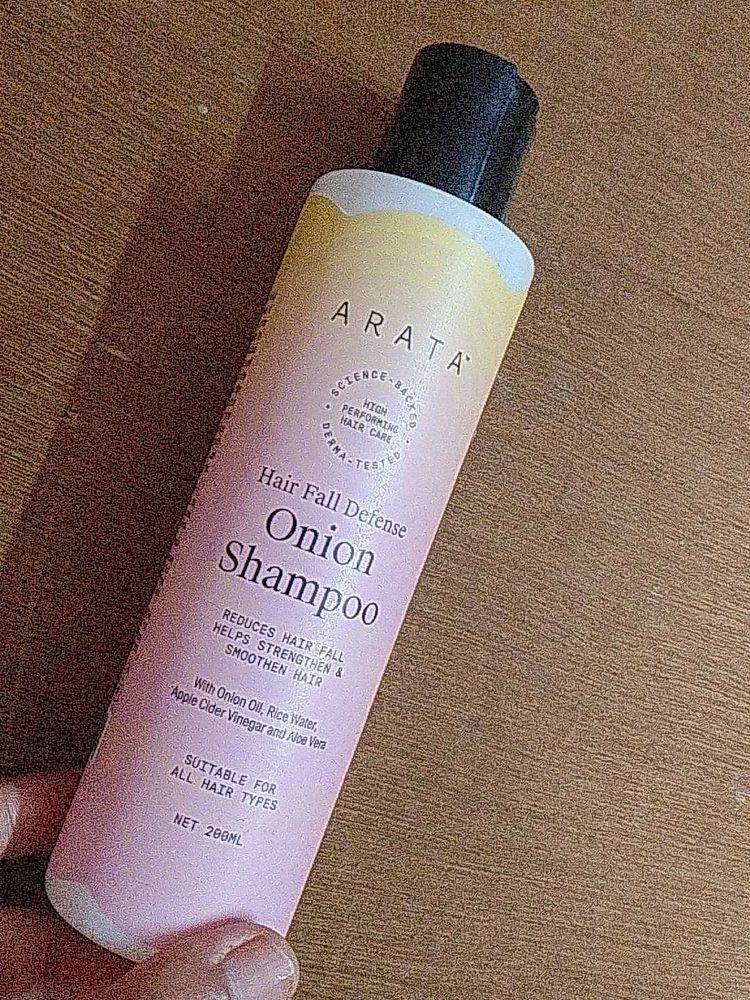 ARATA™
SCIENCE-BACKED
HIGH
PERFORMING
HAIR CARE
DERMA-TESTED
Hair Fall Defense
Onion
Shampoo
REDUCES HAIR FALL
HELPS STRENGTHEN &
SMOOTHEN HAIR
With Onion Oil, Rice Water,
Apple Cider Vinegar and Aloe Vera
SUITABLE FOR
ALL HAIR TYPES
NET 200ML